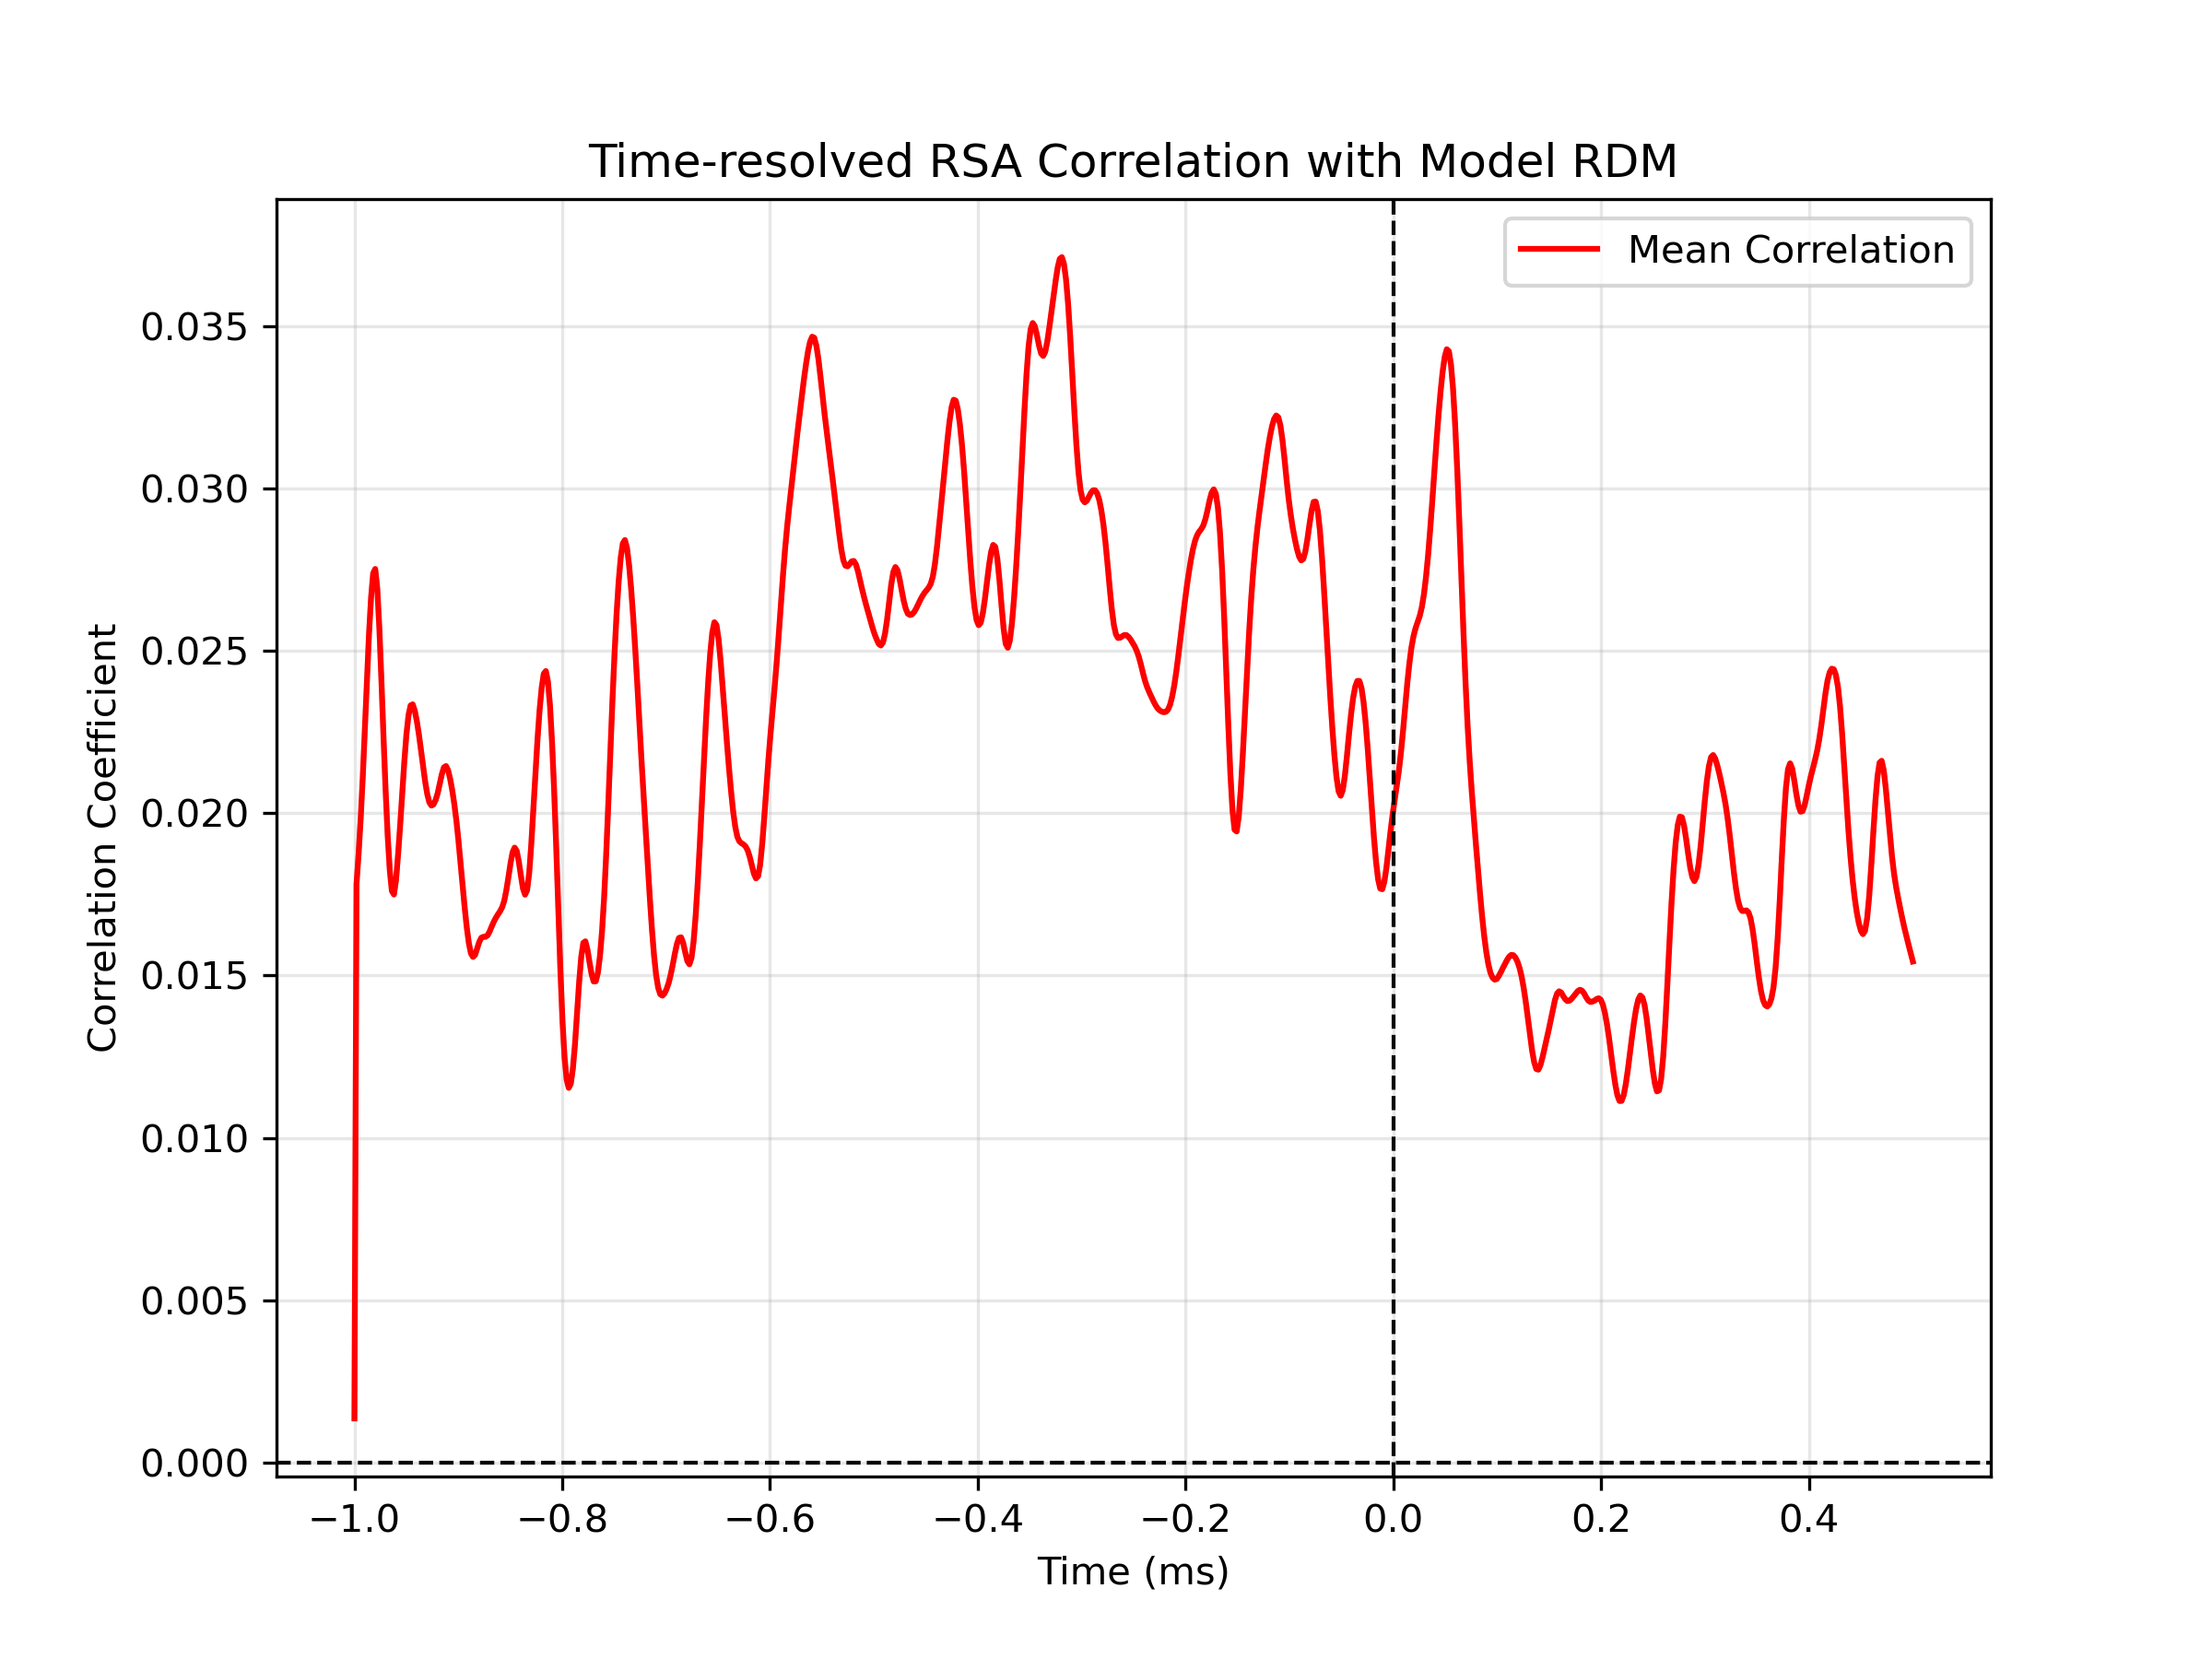 Time-resolved RSA Correlation with Model RDM
Mean Correlation
Correlation Coefficient
0.035
0.030
0.025
0.020
0.015
0.010
0.005
0.000
−1.0 −0.8 −0.6 −0.4 −0.2 0.0 0.2 0.4
Time (ms)